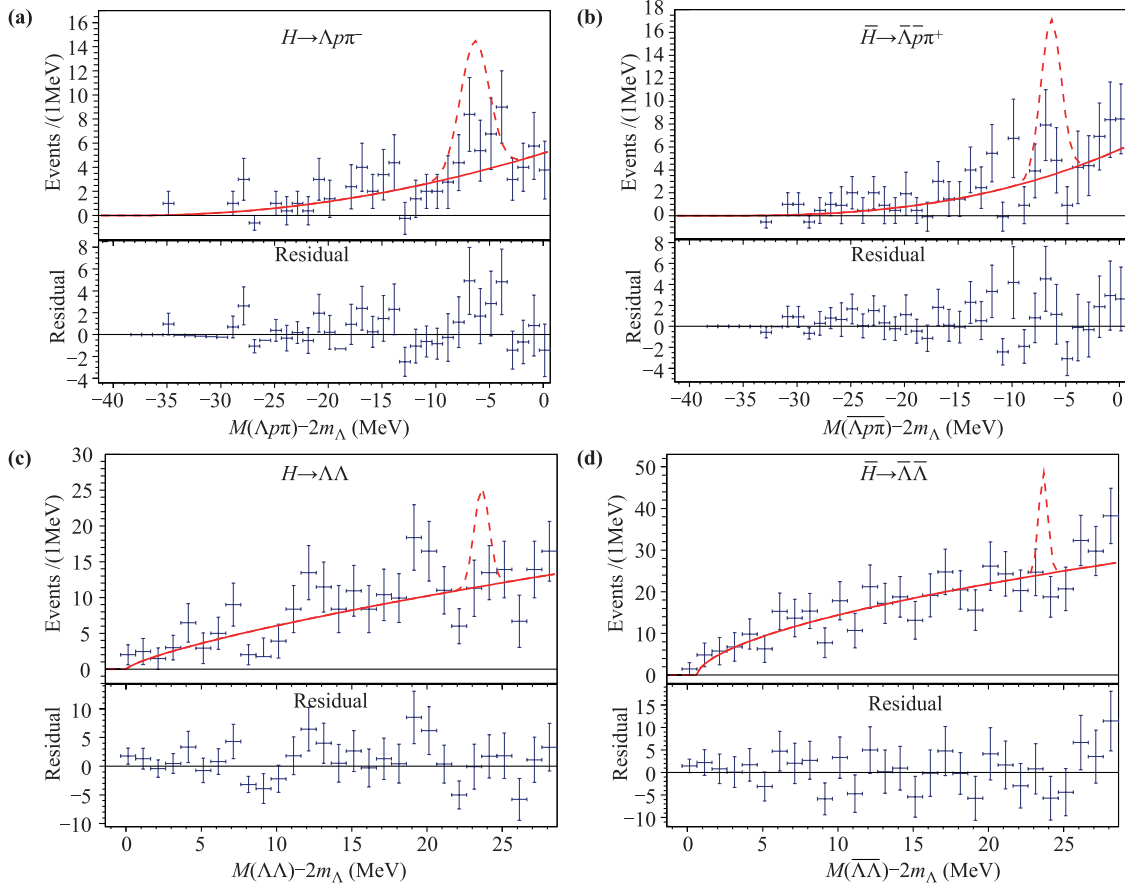 (a)
H→Λpπ⁻
Events /(1MeV)
16
14
12
10
8
6
4
2
0
Residual
Residual
8
6
4
2
0
−2
−4
−40 −35 −30 −25 −20 −15 −10 −5 0
M(Λpπ)−2m_Λ (MeV)
(b)
H̅→Λ̅p̅π⁺
Events /(1MeV)
18
16
14
12
10
8
6
4
2
0
Residual
Residual
8
6
4
2
0
−2
−4
−40 −35 −30 −25 −20 −15 −10 −5 0
M(Λ̅p̅π̅)−2m_Λ (MeV)
(c)
H→ΛΛ
Events /(1MeV)
30
25
20
15
10
5
0
Residual
Residual
10
5
0
−5
−10
0 5 10 15 20 25
M(ΛΛ)−2m_Λ (MeV)
(d)
H̅→Λ̅Λ̅
Events /(1MeV)
50
40
30
20
10
0
Residual
Residual
15
10
5
0
−5
−10
0 5 10 15 20 25
M(Λ̅Λ̅)−2m_Λ (MeV)